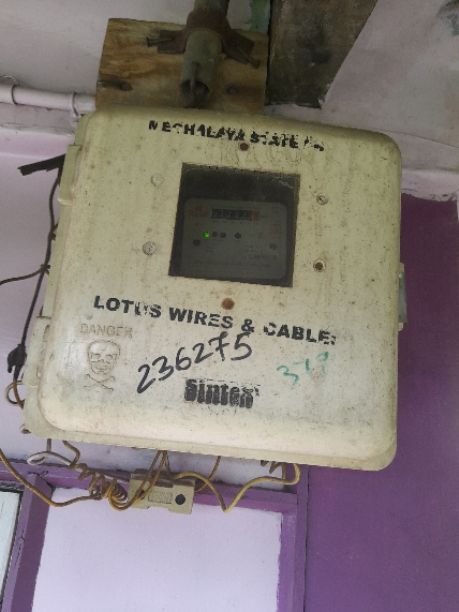 MEGHALAYA STATE
LOTUS WIRES & CABLE
DANGER
236275
Sintex